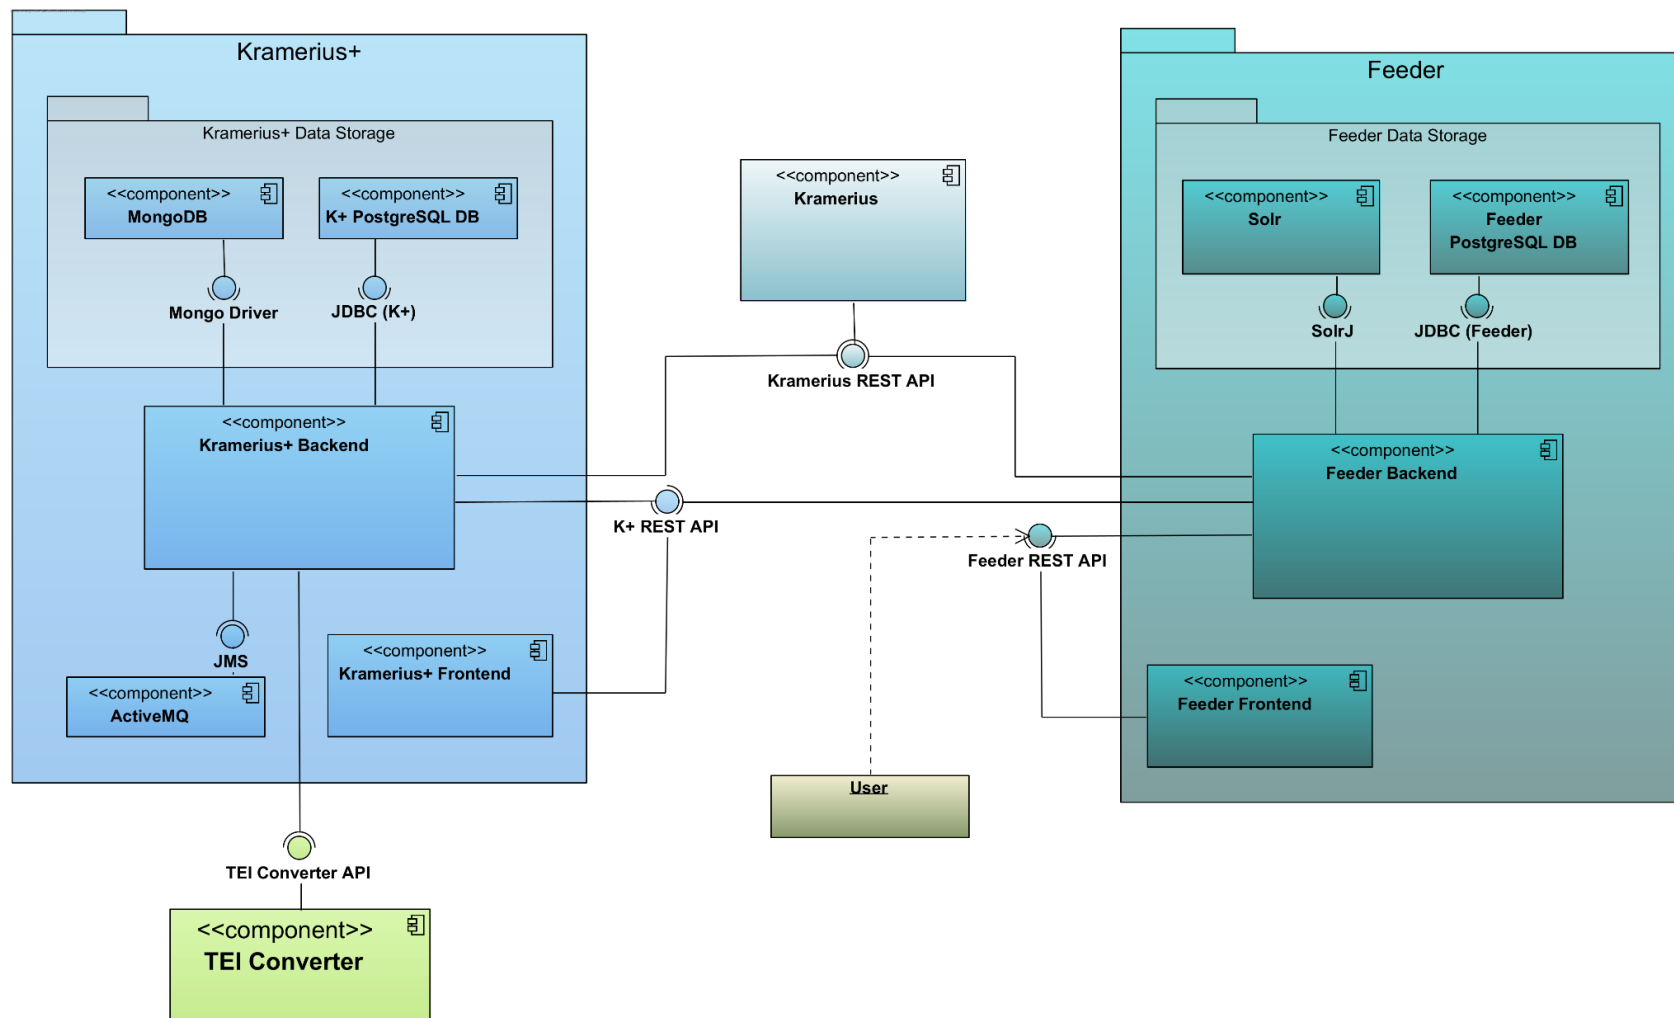 Kramerius+
Kramerius+ Data Storage
<<component>>
MongoDB
<<component>>
K+ PostgreSQL DB
Mongo Driver
JDBC (K+)
<<component>>
Kramerius+ Backend
JMS
<<component>>
ActiveMQ
<<component>>
Kramerius+ Frontend
TEI Converter API
<<component>>
TEI Converter
<<component>>
Kramerius
Kramerius REST API
K+ REST API
Feeder REST API
User
Feeder
Feeder Data Storage
<<component>>
Solr
<<component>>
Feeder
PostgreSQL DB
SolrJ
JDBC (Feeder)
<<component>>
Feeder Backend
<<component>>
Feeder Frontend